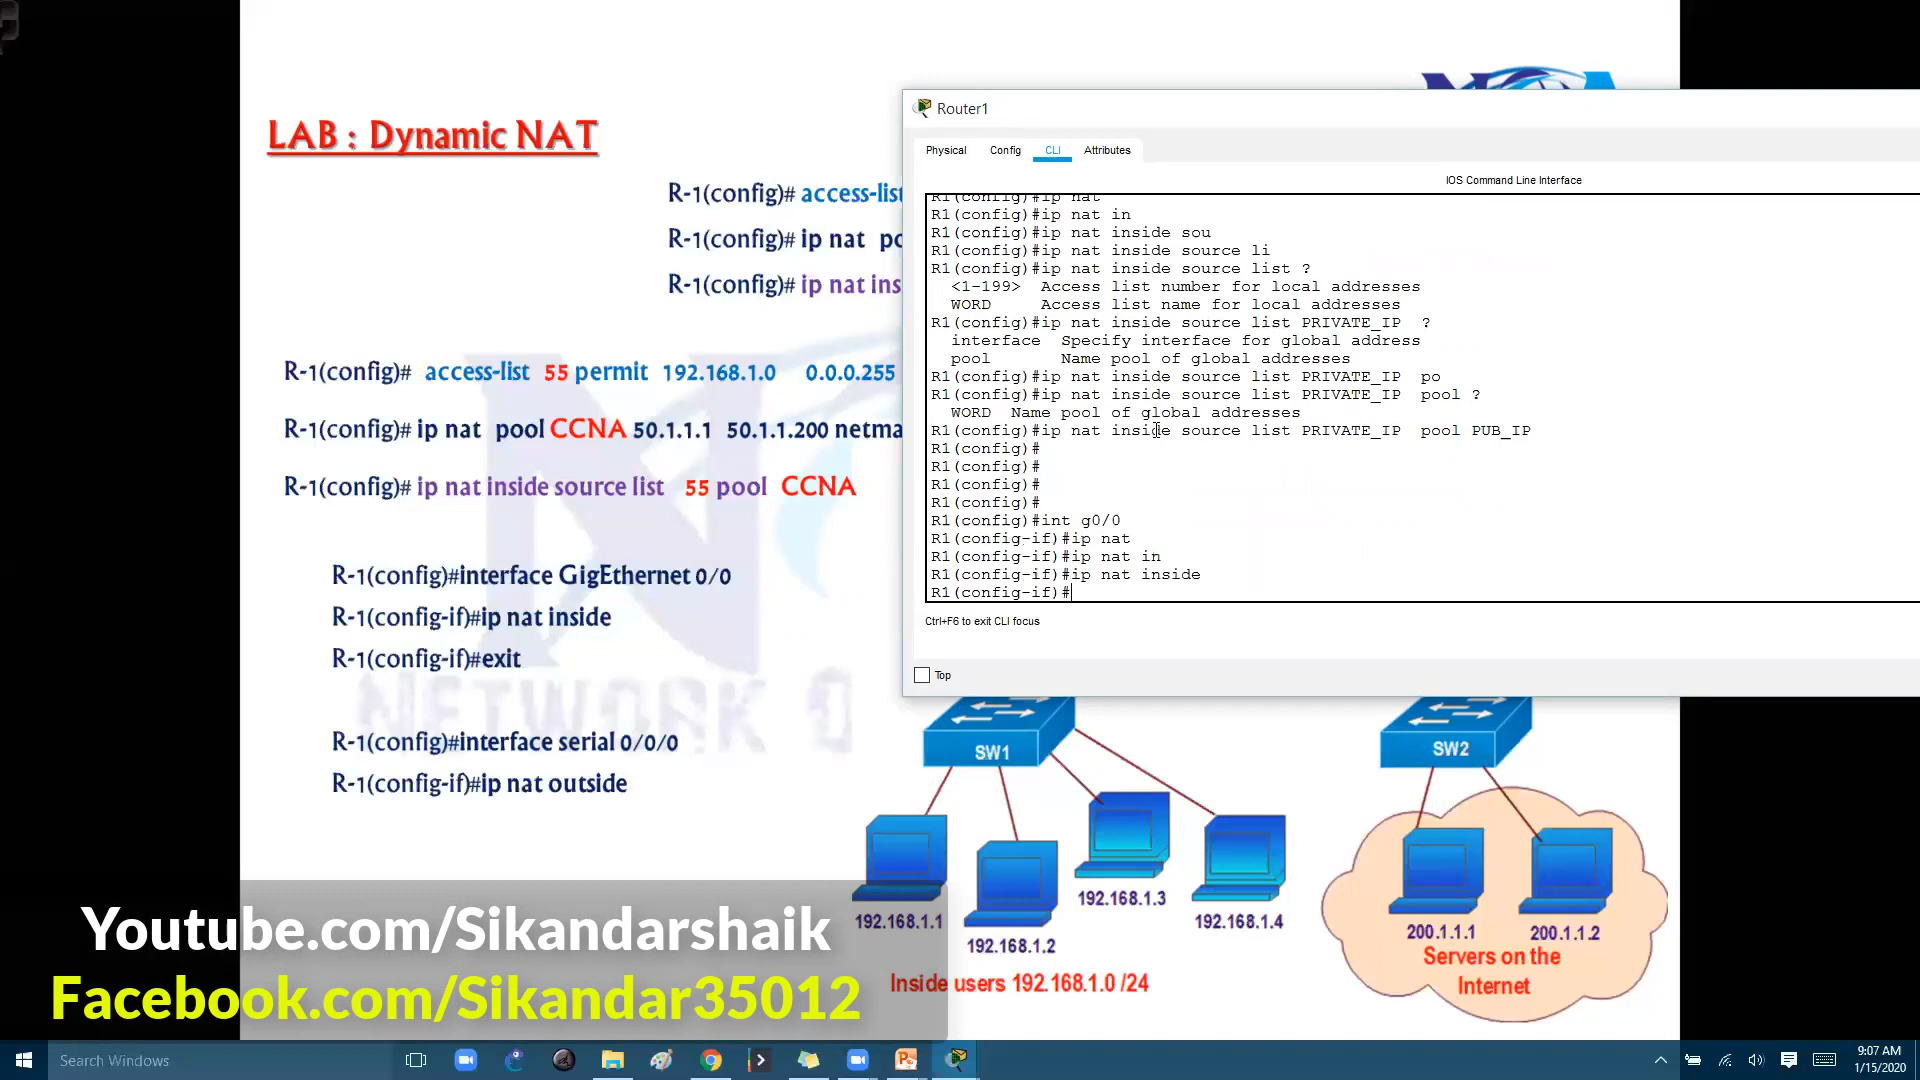 LAB : Dynamic NAT
R-1(config)# access-list
R-1(config)# ip nat po
R-1(config)# ip nat ins
R-1(config)# access-list 55 permit 192.168.1.0 0.0.0.255
R-1(config)# ip nat pool CCNA 50.1.1.1 50.1.1.200 netma
R-1(config)# ip nat inside source list 55 pool CCNA
R-1(config)#interface GigEthernet 0/0
R-1(config-if)#ip nat inside
R-1(config-if)#exit
R-1(config)#interface serial 0/0/0
R-1(config-if)#ip nat outside
NETWORK
Router1
Physical Config CLI Attributes
IOS Command Line Interface
R1(config)#ip nat
R1(config)#ip nat in
R1(config)#ip nat inside sou
R1(config)#ip nat inside source li
R1(config)#ip nat inside source list ?
<1-199> Access list number for local addresses
WORD Access list name for local addresses
R1(config)#ip nat inside source list PRIVATE_IP ?
interface Specify interface for global address
pool Name pool of global addresses
R1(config)#ip nat inside source list PRIVATE_IP po
R1(config)#ip nat inside source list PRIVATE_IP pool ?
WORD Name pool of global addresses
R1(config)#ip nat inside source list PRIVATE_IP pool PUB_IP
R1(config)#
R1(config)#
R1(config)#
R1(config)#
R1(config)#int g0/0
R1(config-if)#ip nat
R1(config-if)#ip nat in
R1(config-if)#ip nat inside
R1(config-if)#
Ctrl+F6 to exit CLI focus
Top
SW1
SW2
192.168.1.1
192.168.1.2
192.168.1.3
192.168.1.4
200.1.1.1
200.1.1.2
Servers on the
Internet
Inside users 192.168.1.0 /24
Youtube.com/Sikandarshaik
Facebook.com/Sikandar35012
Search Windows
9:07 AM
1/15/2020